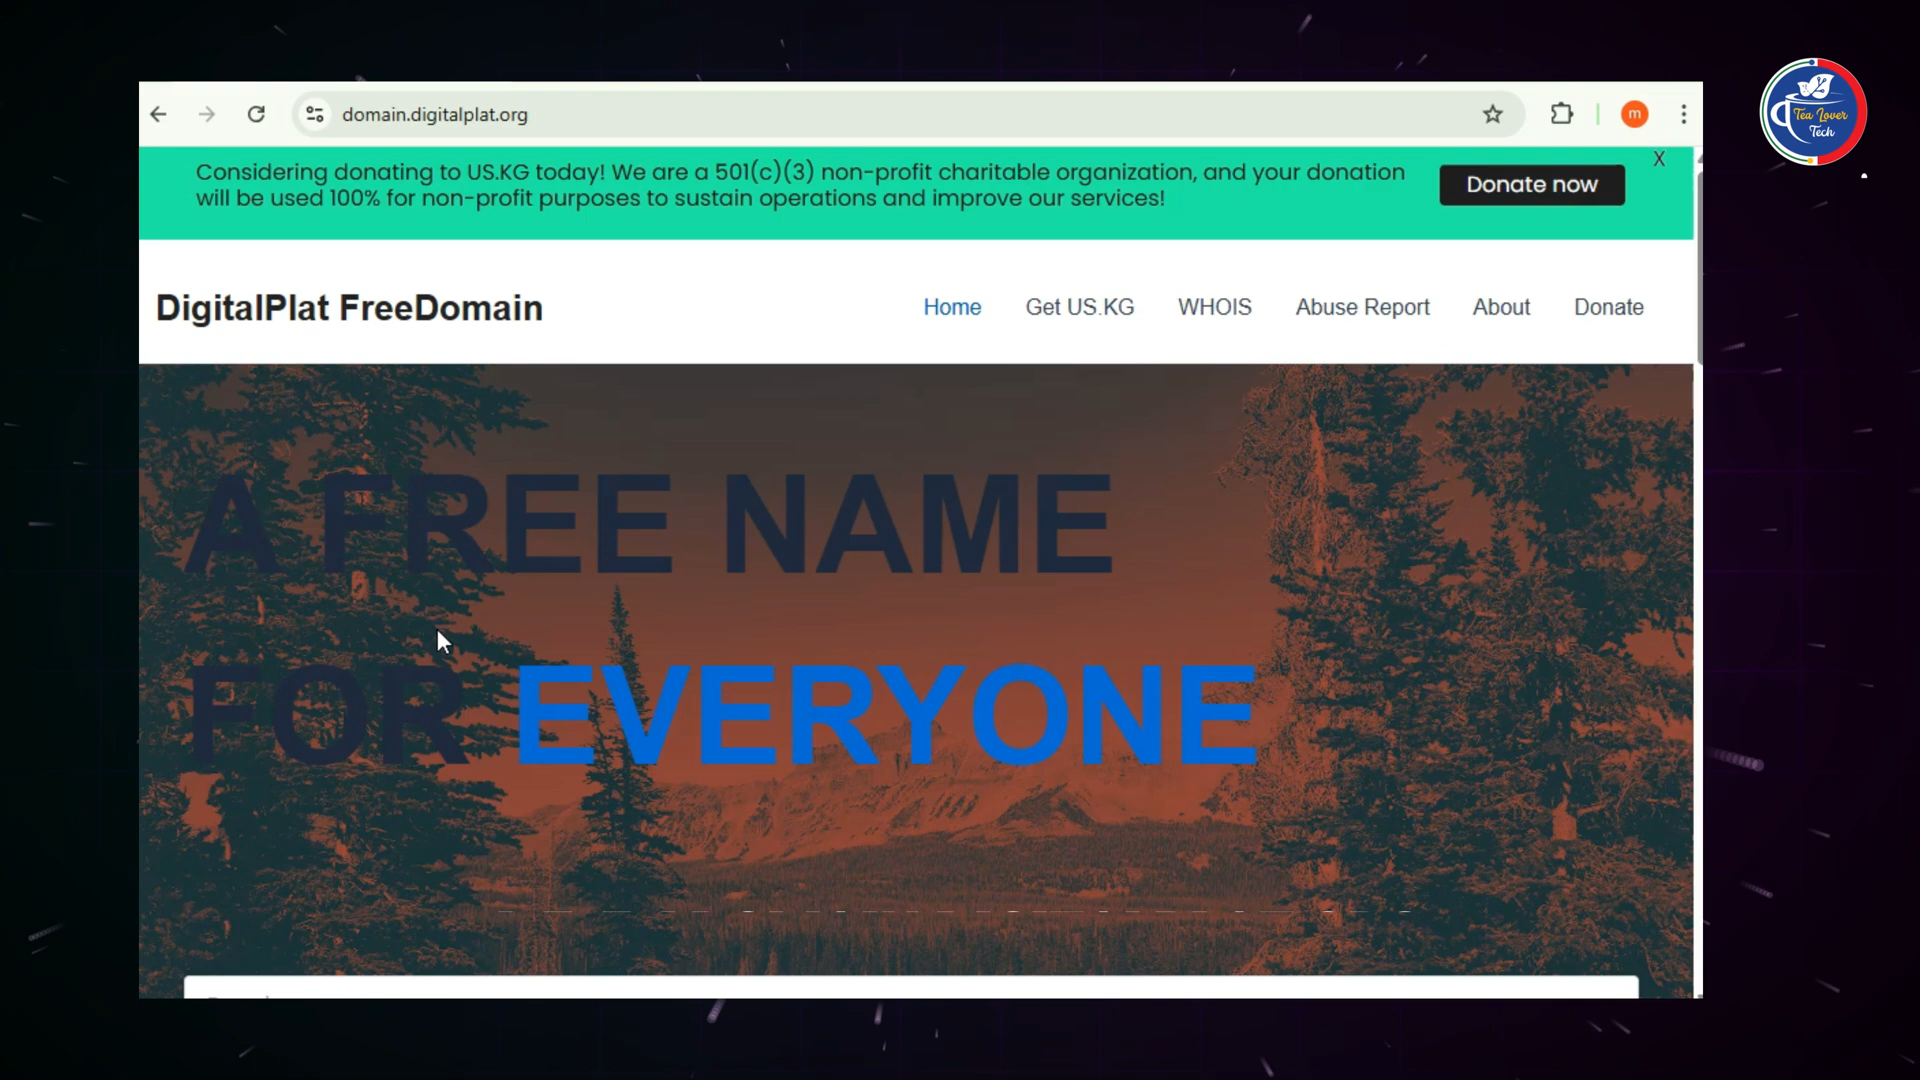 domain.digitalplat.org
m
Tea Lover
Tech
Considering donating to US.KG today! We are a 501(c)(3) non-profit charitable organization, and your donation
will be used 100% for non-profit purposes to sustain operations and improve our services!
Donate now
X
DigitalPlat FreeDomain
Home
Get US.KG
WHOIS
Abuse Report
About
Donate
A FREE NAME
FOR EVERYONE